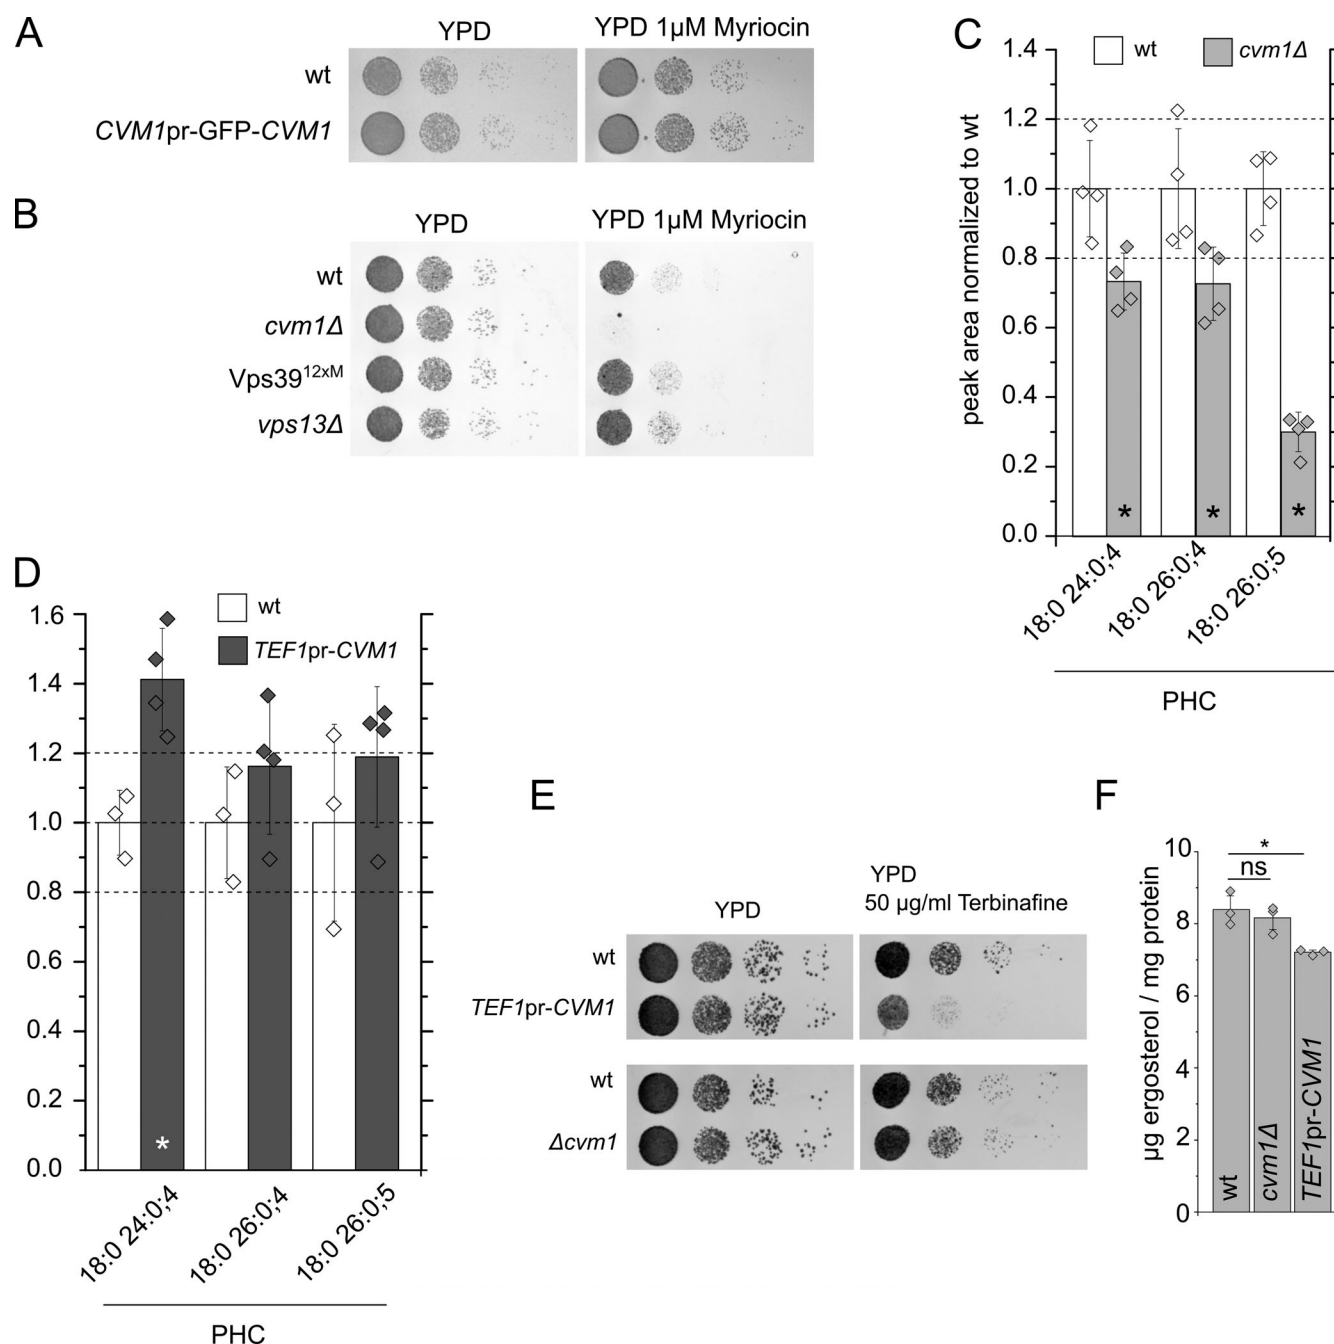 A
YPD
YPD 1µM Myriocin
wt
CVM1pr-GFP-CVM1
B
YPD
YPD 1µM Myriocin
wt
cvm1Δ
Vps39¹²ˣᴹ
vps13Δ
C
wt
cvm1Δ
peak area normalized to wt
1.4
1.2
1.0
0.8
0.6
0.4
0.2
0.0
*
*
*
18:0 24:0;4
18:0 26:0;4
18:0 26:0;5
PHC
D
wt
TEF1pr-CVM1
1.6
1.4
1.2
1.0
0.8
0.6
0.4
0.2
0.0
*
18:0 24:0;4
18:0 26:0;4
18:0 26:0;5
PHC
E
YPD
YPD
50 µg/ml Terbinafine
wt
TEF1pr-CVM1
wt
Δcvm1
F
µg ergosterol / mg protein
10
8
6
4
2
0
*
ns
wt
cvm1Δ
TEF1pr-CVM1